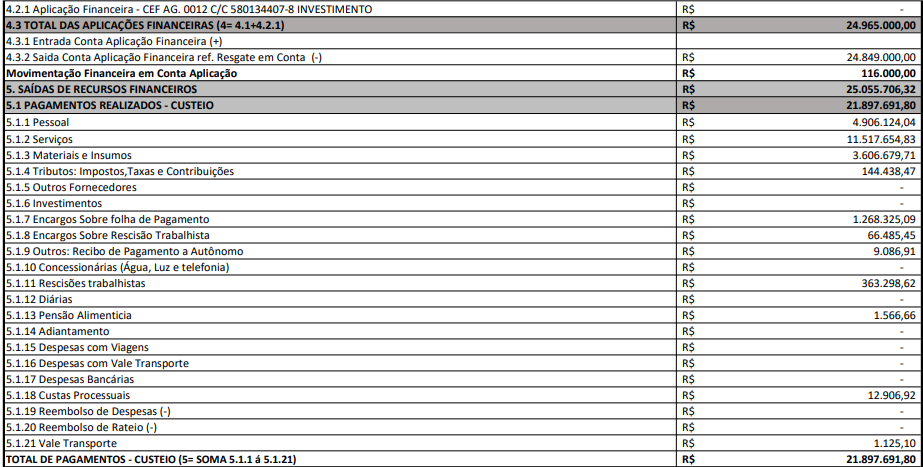 4.2.1 Aplicação Financeira - CEF AG. 0012 C/C 580134407-8 INVESTIMENTO R$ -
4.3 TOTAL DAS APLICAÇÕES FINANCEIRAS (4= 4.1+4.2.1) R$ 24.965.000,00
4.3.1 Entrada Conta Aplicação Financeira (+)
4.3.2 Saida Conta Aplicação Financeira ref. Resgate em Conta (-) R$ 24.849.000,00
Movimentação Financeira em Conta Aplicação R$ 116.000,00
5. SAÍDAS DE RECURSOS FINANCEIROS R$ 25.055.706,32
5.1 PAGAMENTOS REALIZADOS - CUSTEIO R$ 21.897.691,80
5.1.1 Pessoal R$ 4.906.124,04
5.1.2 Serviços R$ 11.517.654,83
5.1.3 Materiais e Insumos R$ 3.606.679,71
5.1.4 Tributos: Impostos,Taxas e Contribuições R$ 144.438,47
5.1.5 Outros Fornecedores R$ -
5.1.6 Investimentos R$ -
5.1.7 Encargos Sobre folha de Pagamento R$ 1.268.325,09
5.1.8 Encargos Sobre Rescisão Trabalhista R$ 66.485,45
5.1.9 Outros: Recibo de Pagamento a Autônomo R$ 9.086,91
5.1.10 Concessionárias (Água, Luz e telefonia) R$ -
5.1.11 Rescisões trabalhistas R$ 363.298,62
5.1.12 Diárias R$ -
5.1.13 Pensão Alimenticia R$ 1.566,66
5.1.14 Adiantamento R$ -
5.1.15 Despesas com Viagens R$ -
5.1.16 Despesas com Vale Transporte R$ -
5.1.17 Despesas Bancárias R$ -
5.1.18 Custas Processuais R$ 12.906,92
5.1.19 Reembolso de Despesas (-) R$ -
5.1.20 Reembolso de Rateio (-) R$ -
5.1.21 Vale Transporte R$ 1.125,10
TOTAL DE PAGAMENTOS - CUSTEIO (5= SOMA 5.1.1 á 5.1.21) R$ 21.897.691,80